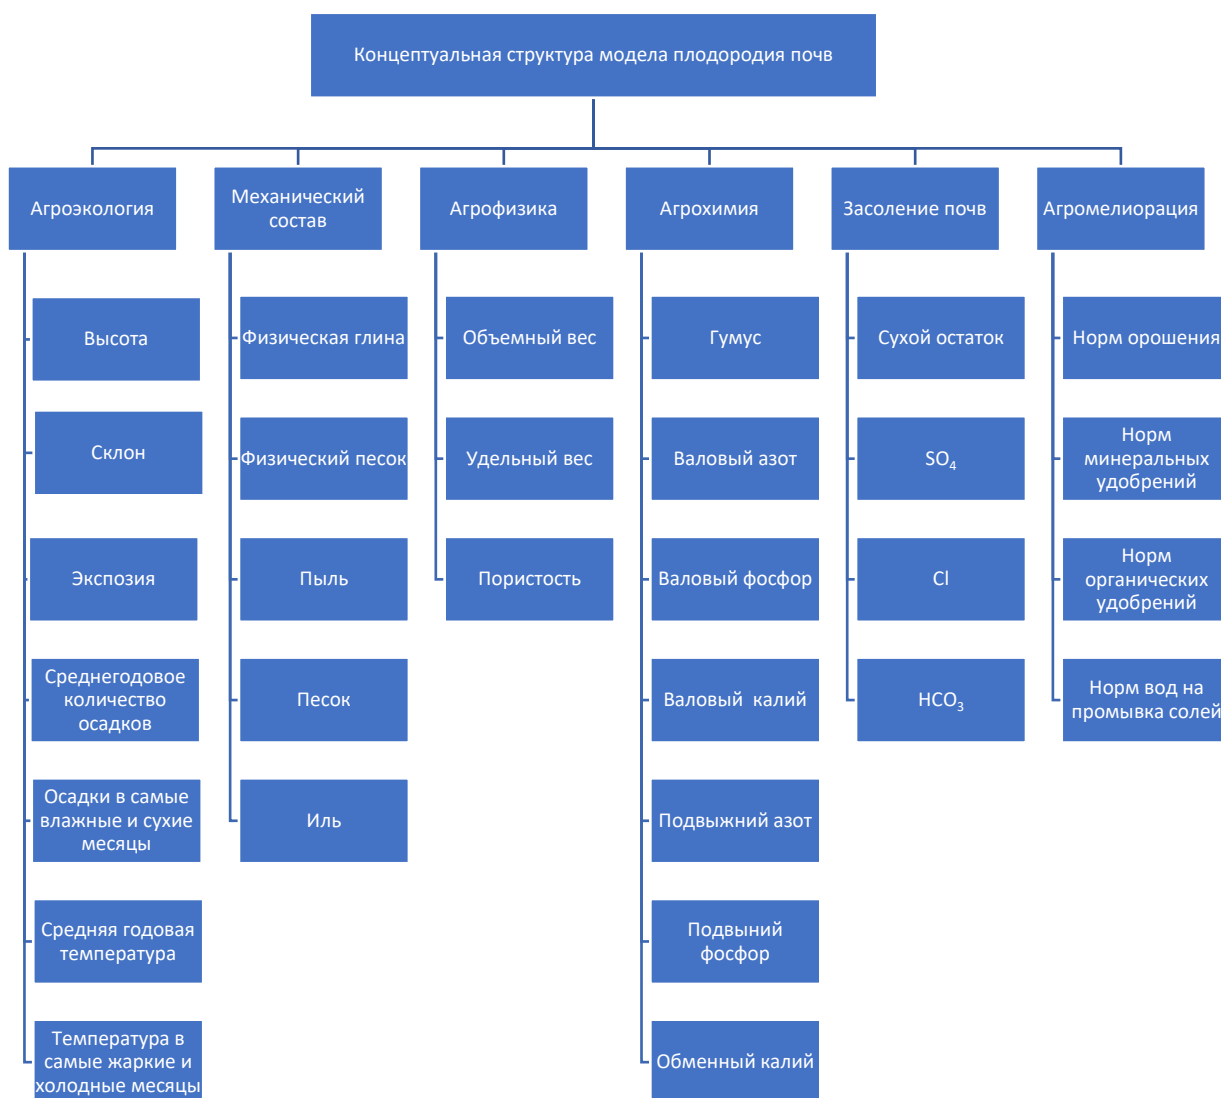 Концептуальная структура модела плодородия почв
Агроэкология
Высота
Склон
Экспозия
Среднегодовое
количество
осадков
Осадки в самые
влажные и сухие
месяцы
Средняя годовая
температура
Температура в
самые жаркие и
холодные месяцы
Механический
состав
Физическая глина
Физический песок
Пыль
Песок
Иль
Агрофизика
Объемный вес
Удельный вес
Пористость
Агрохимия
Гумус
Валовый азот
Валовый фосфор
Валовый калий
Подвыжний азот
Подвыний
фосфор
Обменный калий
Засоление почв
Сухой остаток
SO₄
Cl
HCO₃
Агромелиорация
Норм орошения
Норм
минеральных
удобрений
Норм
органических
удобрений
Норм вод на
промывка солей